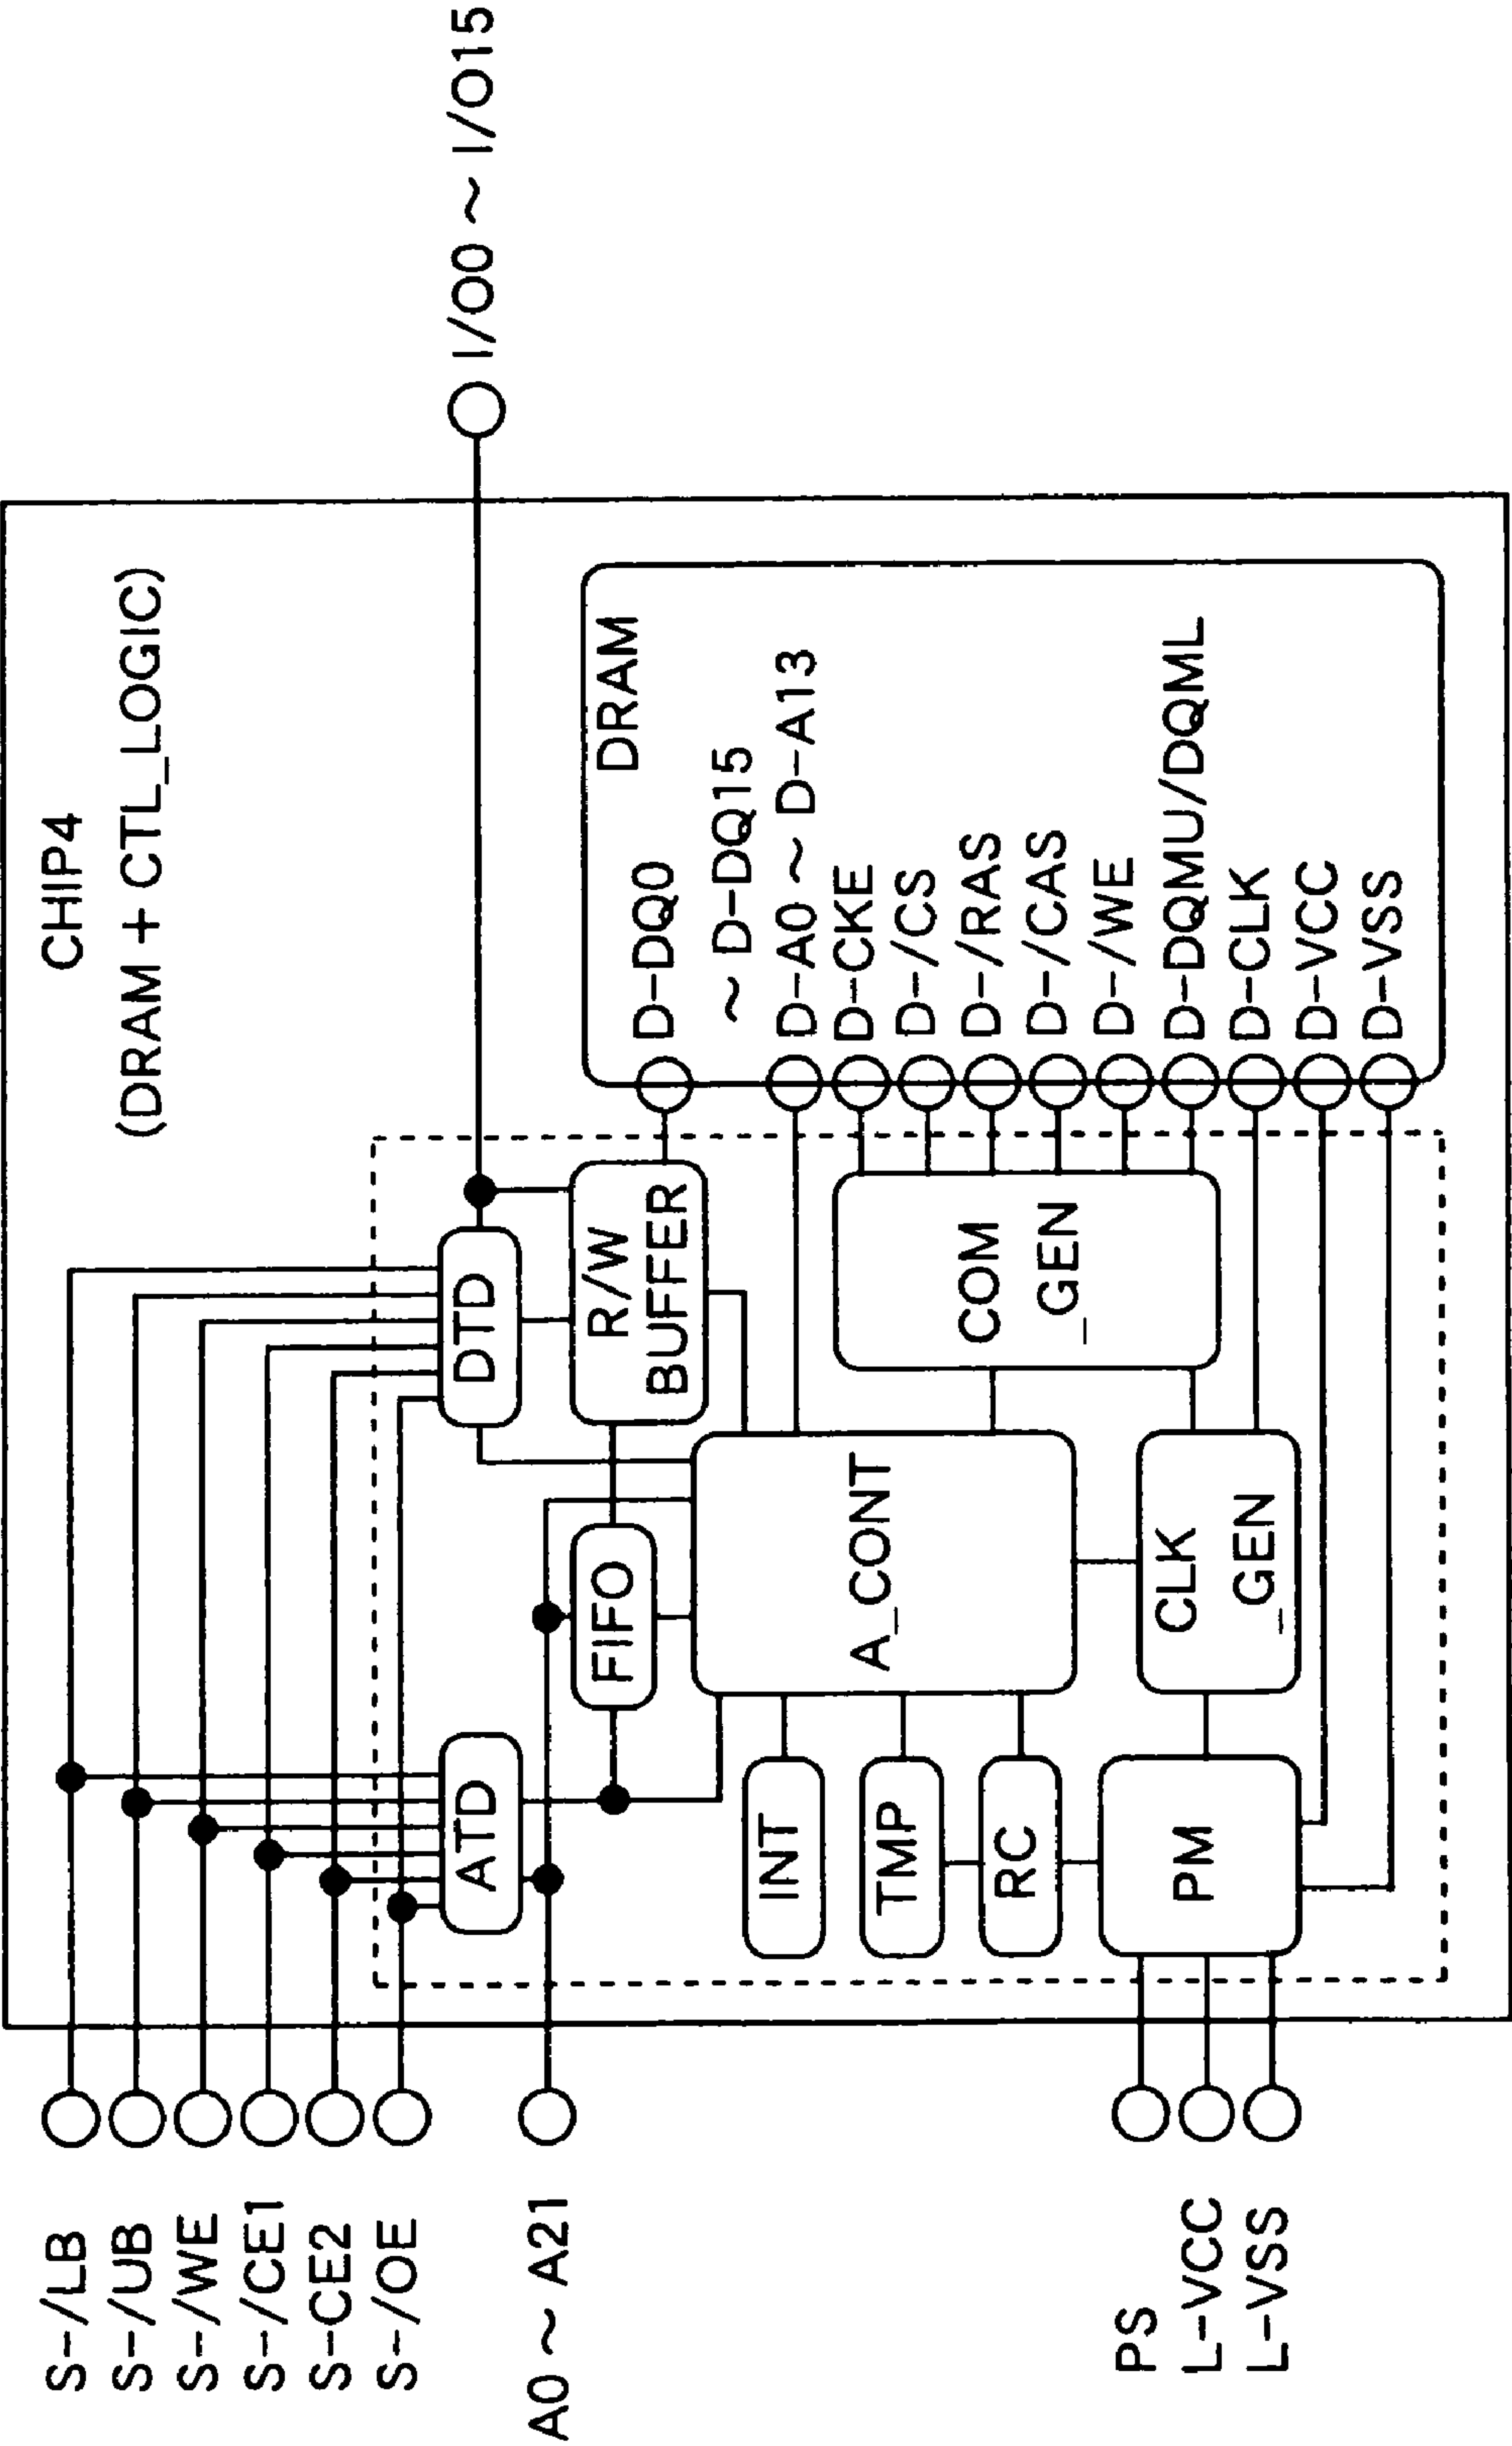 CHIP4
(DRAM + CTL_LOGIC)
S-/LB
S-/UB
S-/WE
S-/CE1
S-CE2
S-/OE
A0 ~ A21
PS
L-VCC
L-VSS
ATD
DTD
I/O0 ~ I/O15
FIFO
R/W
BUFFER
INT
TMP
RC
PM
A_CONT
CLK
_GEN
COM
_GEN
DRAM
D-DQ0
~ D-DQ15
D-A0 ~ D-A13
D-CKE
D-/CS
D-/RAS
D-/CAS
D-/WE
D-DQMU/DQML
D-CLK
D-VCC
D-VSS